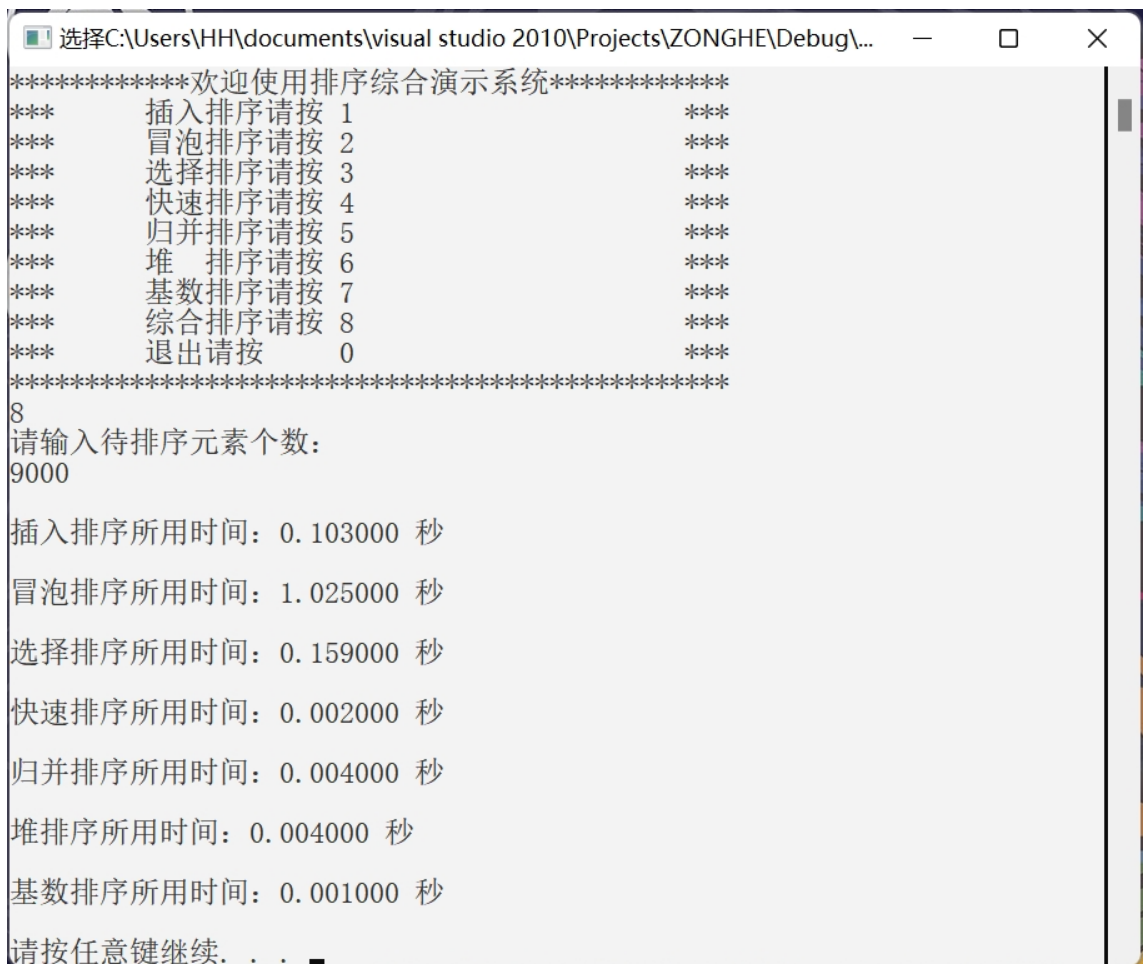 选择C:\Users\HH\documents\visual studio 2010\Projects\ZONGHE\Debug\...
************欢迎使用排序综合演示系统************
***      插入排序请按 1                      ***
***      冒泡排序请按 2                      ***
***      选择排序请按 3                      ***
***      快速排序请按 4                      ***
***      归并排序请按 5                      ***
***      堆  排序请按 6                      ***
***      基数排序请按 7                      ***
***      综合排序请按 8                      ***
***      退出请按     0                      ***
************************************************
8
请输入待排序元素个数：
9000
插入排序所用时间：0.103000 秒
冒泡排序所用时间：1.025000 秒
选择排序所用时间：0.159000 秒
快速排序所用时间：0.002000 秒
归并排序所用时间：0.004000 秒
堆排序所用时间：0.004000 秒
基数排序所用时间：0.001000 秒
请按任意键继续. . .